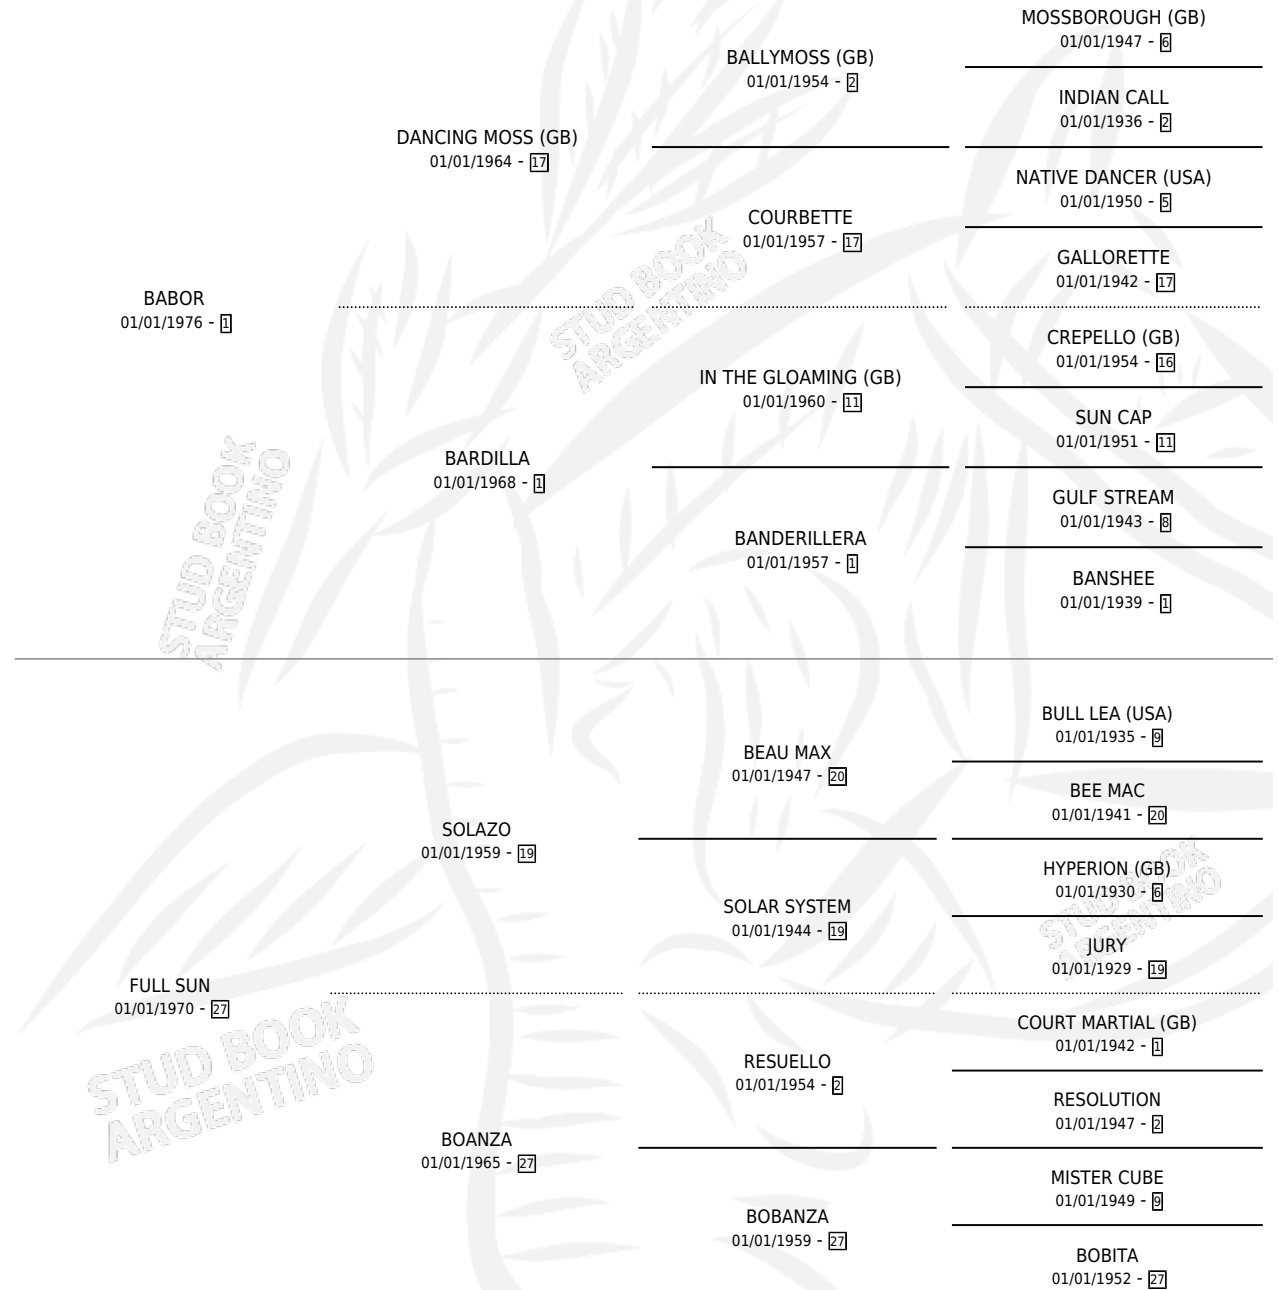 MOSSBOROUGH (GB)
01/01/1947 - 6
BALLYMOSS (GB)
01/01/1954 - 2
INDIAN CALL
01/01/1936 - 2
DANCING MOSS (GB)
01/01/1964 - 17
NATIVE DANCER (USA)
01/01/1950 - 5
COURBETTE
01/01/1957 - 17
GALLORETTE
01/01/1942 - 17
BABOR
01/01/1976 - 1
STUD BOOK
ARGENTINO
CREPELLO (GB)
01/01/1954 - 16
IN THE GLOAMING (GB)
01/01/1960 - 11
SUN CAP
01/01/1951 - 11
BARDILLA
01/01/1968 - 1
GULF STREAM
01/01/1943 - 8
BANDERILLERA
01/01/1957 - 1
BANSHEE
01/01/1939 - 1
STUD BOOK
ARGENTINO
BULL LEA (USA)
01/01/1935 - 9
BEAU MAX
01/01/1947 - 20
BEE MAC
01/01/1941 - 20
SOLAZO
01/01/1959 - 19
HYPERION (GB)
01/01/1930 - 6
SOLAR SYSTEM
01/01/1944 - 19
STUD BOOK
ARGENTINO
JURY
01/01/1929 - 19
FULL SUN
01/01/1970 - 27
STUD BOOK
ARGENTINO
COURT MARTIAL (GB)
01/01/1942 - 1
RESUELLO
01/01/1954 - 2
RESOLUTION
01/01/1947 - 2
BOANZA
01/01/1965 - 27
MISTER CUBE
01/01/1949 - 9
BOBANZA
01/01/1959 - 27
BOBITA
01/01/1952 - 27